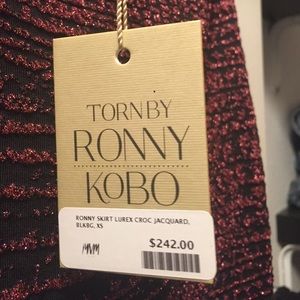 TORN BY
RONNY
KOBO
RONNY SKIRT LUREX CROC JACQUARD,
BLKBG, XS
$242.00